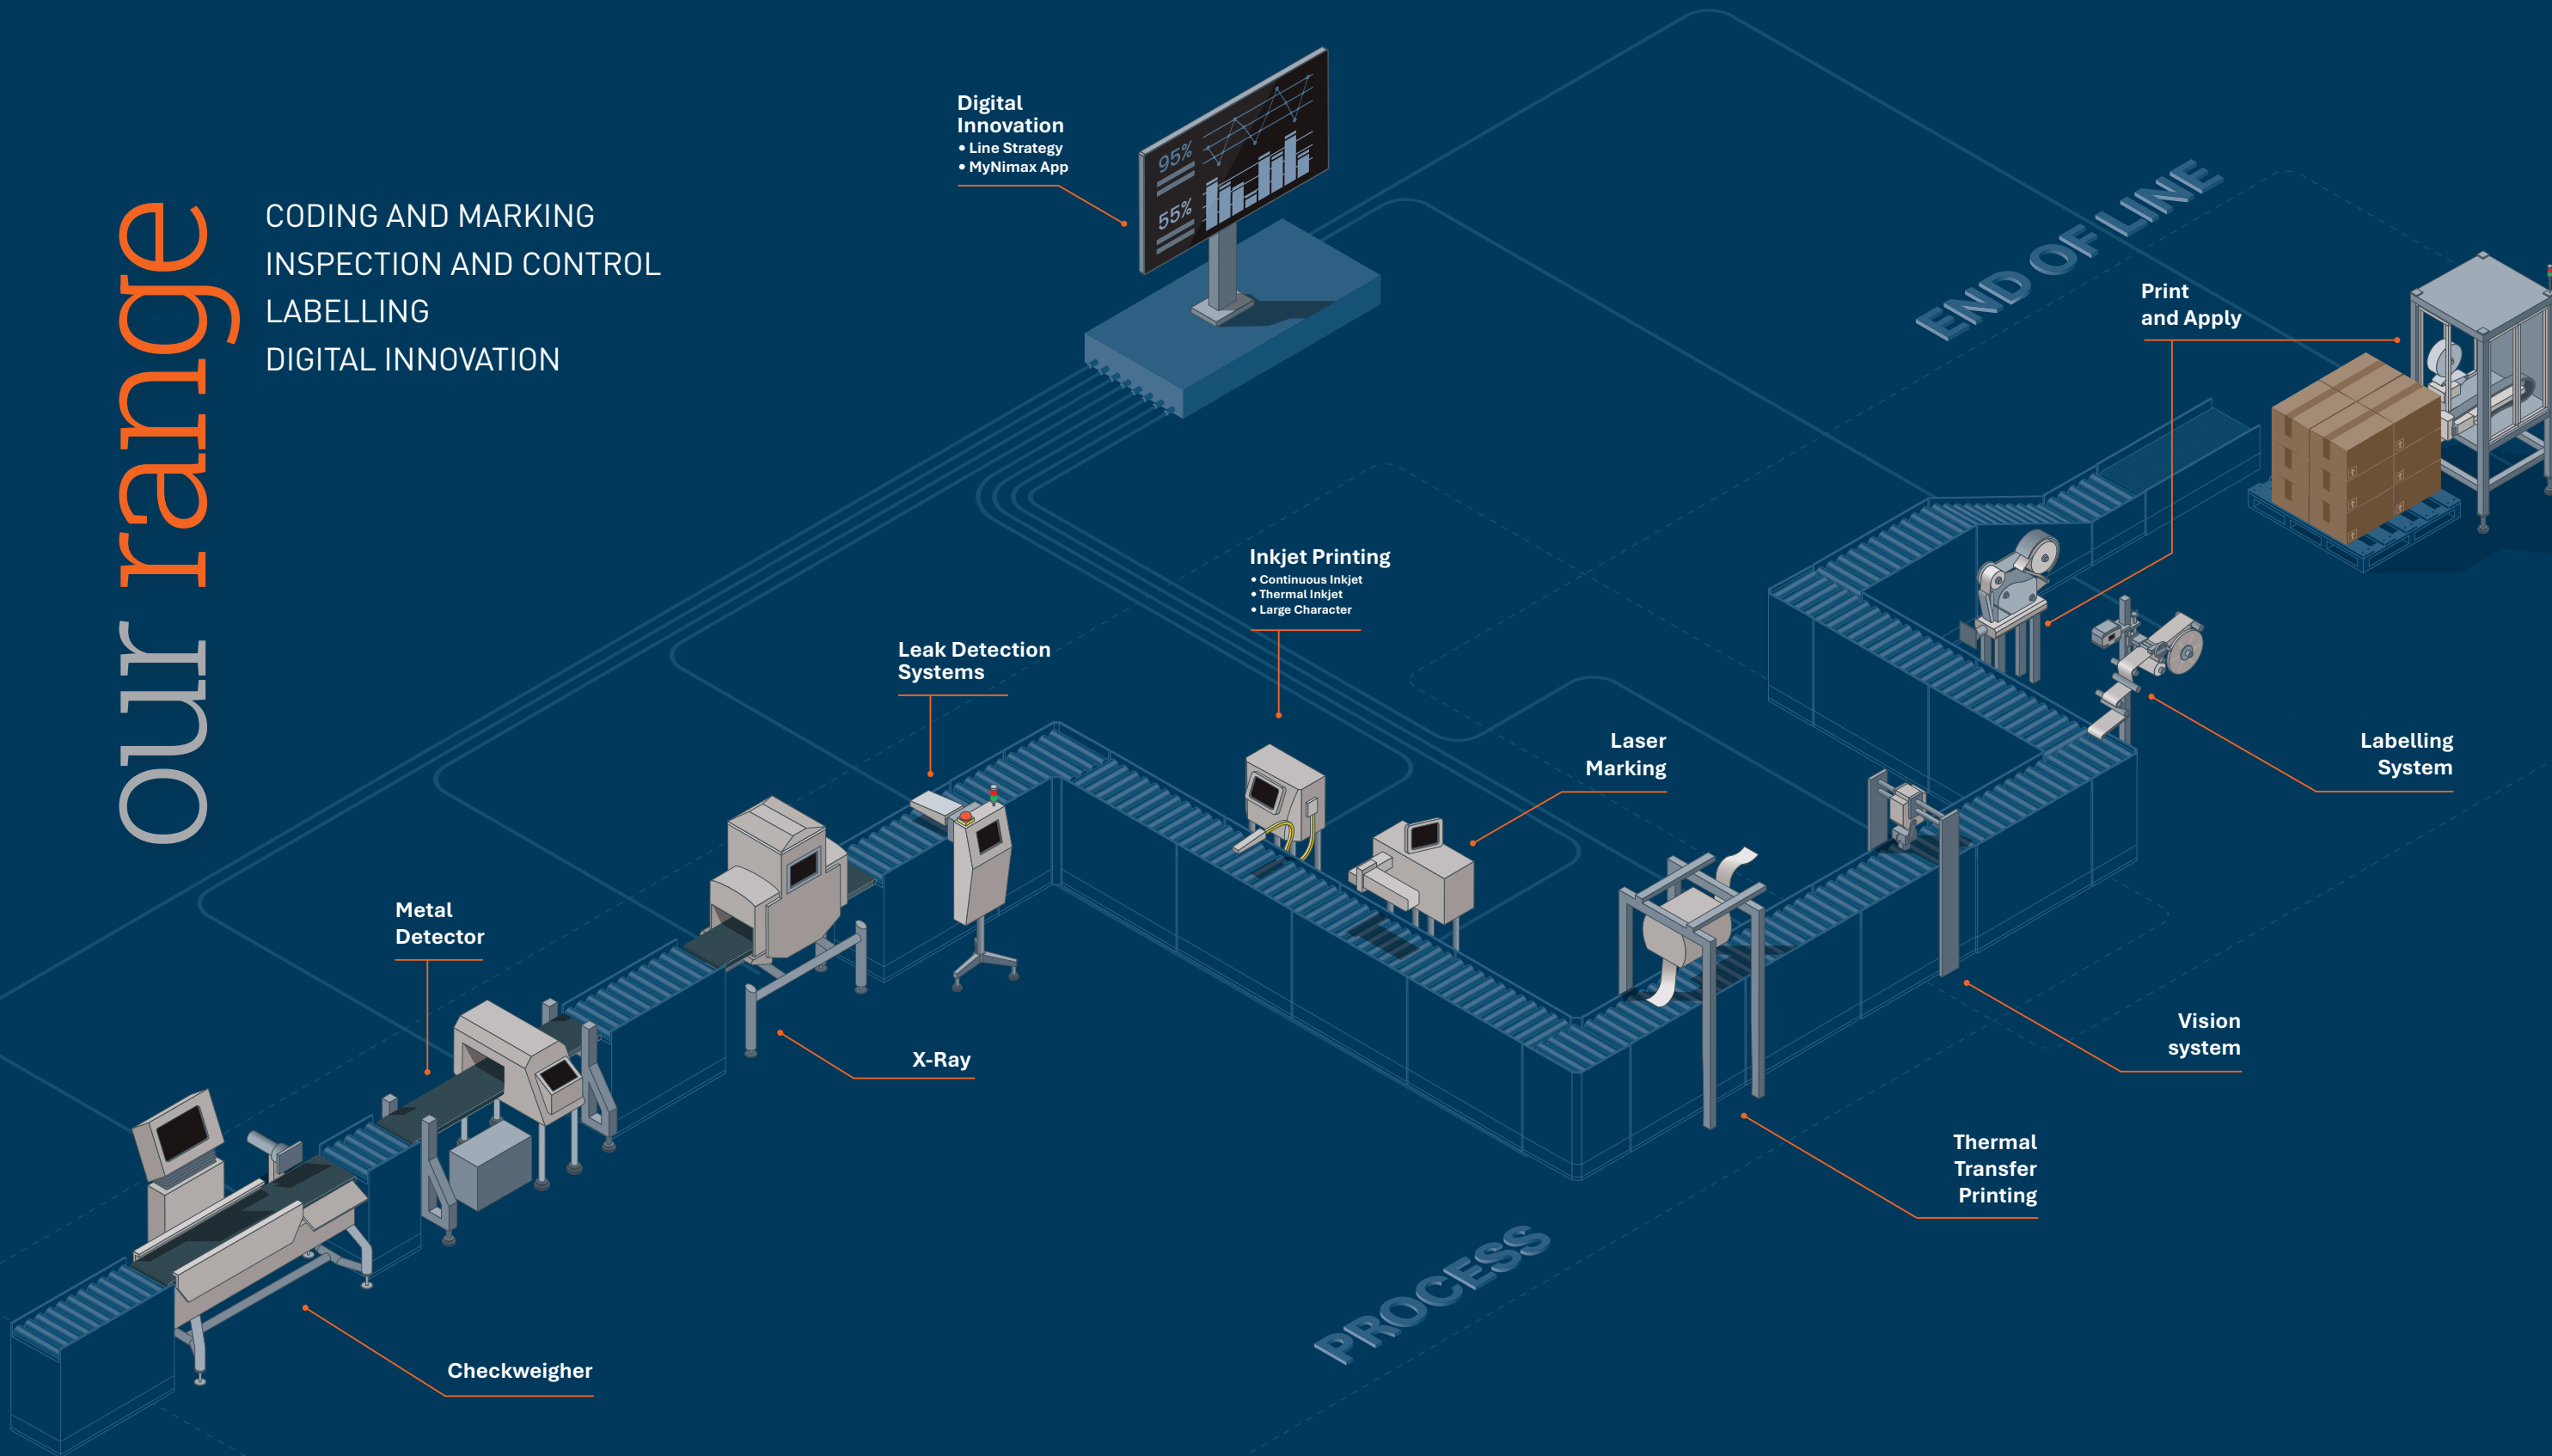 our range
CODING AND MARKING
INSPECTION AND CONTROL
LABELLING
DIGITAL INNOVATION
Digital
Innovation
• Line Strategy
• MyNimax App
95%
55%
END OF LINE
Print
and Apply
Inkjet Printing
• Continuous Inkjet
• Thermal Inkjet
• Large Character
Leak Detection
Systems
Laser
Marking
Labelling
System
Metal
Detector
X-Ray
Vision
system
Thermal
Transfer
Printing
PROCESS
Checkweigher